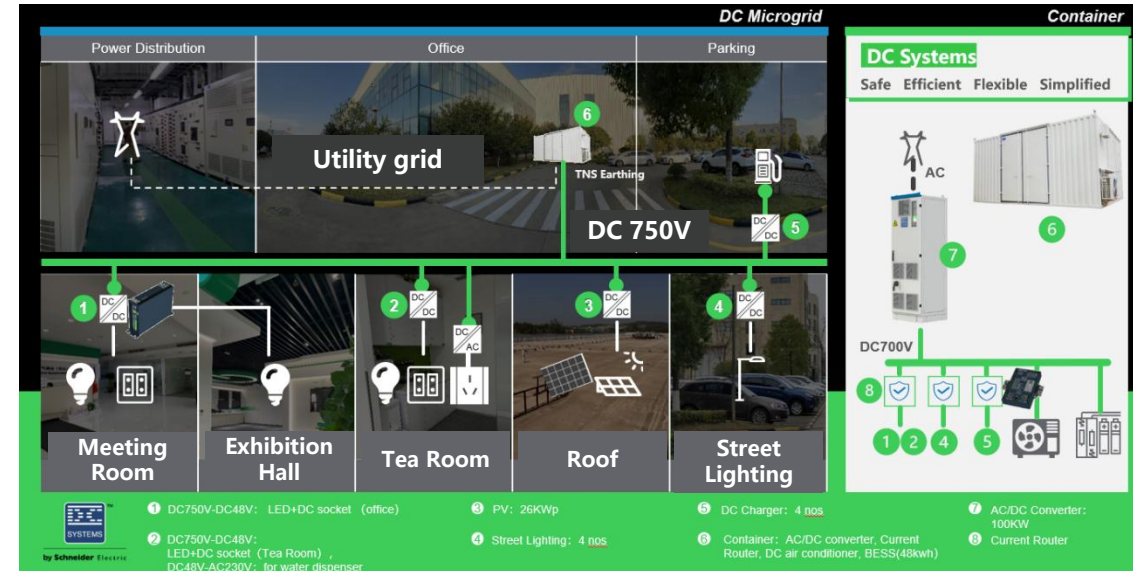 DC Microgrid
Container
Power Distribution
Office
Parking
DC Systems
Safe Efficient Flexible Simplified
6
Utility grid
TNS Earthing
AC
DC 750V
DC
DC
5
6
7
1
DC
DC
2
DC
DC
DC
AC
3
DC
DC
4
DC
DC
DC700V
8
1
2
4
5
Meeting
Room
Exhibition
Hall
Tea Room
Roof
Street
Lighting
DC
SYSTEMS
by Schneider Electric
1 DC750V-DC48V: LED+DC socket (office)
2 DC750V-DC48V:
LED+DC socket (Tea Room) ,
DC48V-AC230V: for water dispenser
3 PV: 26KWp
4 Street Lighting: 4 nos
5 DC Charger: 4 nos
6 Container: AC/DC converter, Current
Router, DC air conditioner, BESS(48kwh)
7 AC/DC Converter:
100KW
8 Current Router